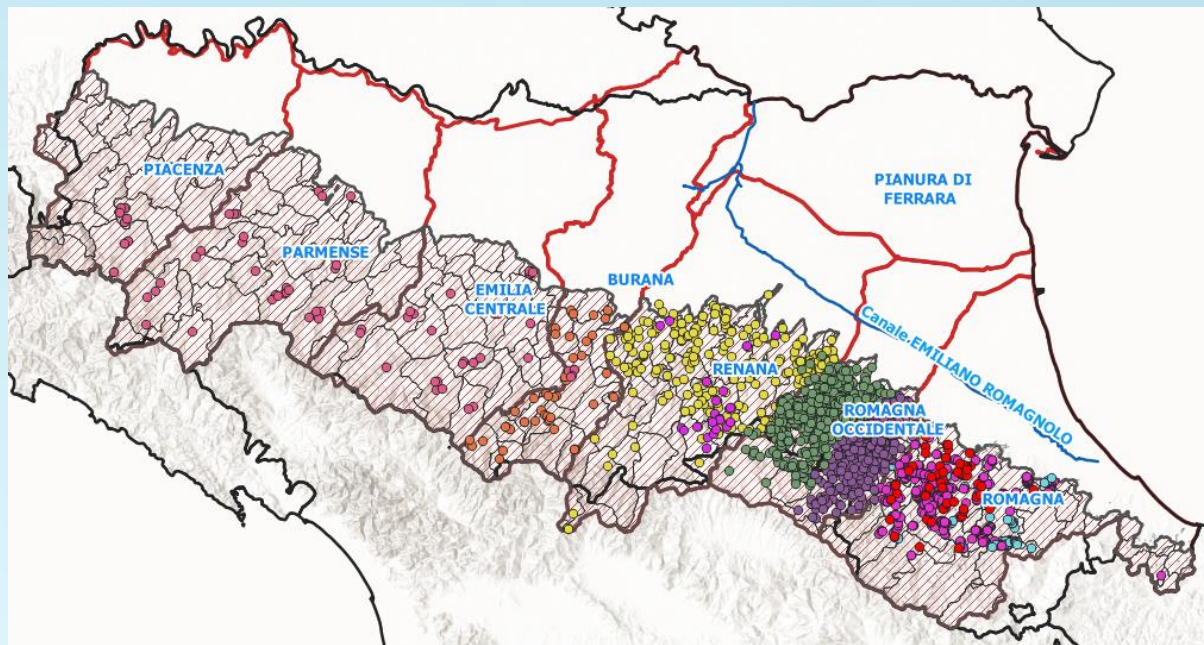 PIACENZA
PIANURA DI
FERRARA
PARMENSE
BURANA
EMILIA
CENTRALE
Canale.EMILIANO ROMAGNOLO
RENANA
ROMAGNA
OCCIDENTALE
ROMAGNA